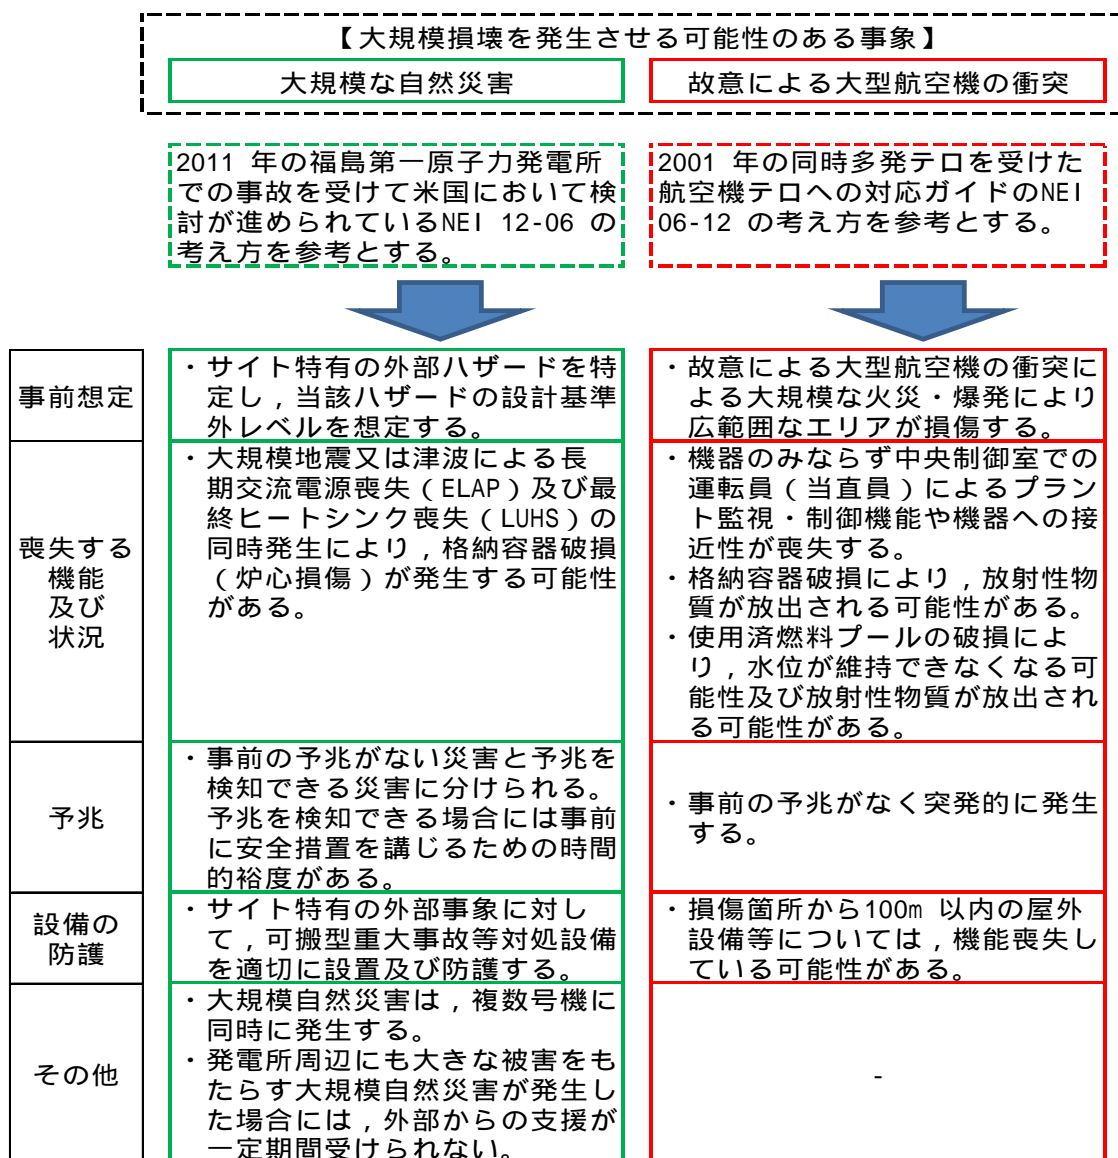 【大規模損壊を発生させる可能性のある事象】
大規模な自然災害
故意による大型航空機の衝突
2011 年の福島第一原子力発電所
での事故を受けて米国において検
討が進められているNEI 12-06 の
考え方を参考とする。
2001 年の同時多発テロを受けた
航空機テロへの対応ガイドのNEI
06-12 の考え方を参考とする。
事前想定
・サイト特有の外部ハザードを特
定し，当該ハザードの設計基準
外レベルを想定する。
・故意による大型航空機の衝突に
よる大規模な火災・爆発により
広範囲なエリアが損傷する。
喪失する
機能
及び
状況
・大規模地震又は津波による長
期交流電源喪失（ELAP）及び最
終ヒートシンク喪失（LUHS）の
同時発生により，格納容器破損
（炉心損傷）が発生する可能性
がある。
・機器のみならず中央制御室での
運転員（当直員）によるプラン
ト監視・制御機能や機器への接
近性が喪失する。
・格納容器破損により，放射性物
質が放出される可能性がある。
・使用済燃料プールの破損によ
り，水位が維持できなくなる可
能性及び放射性物質が放出され
る可能性がある。
予兆
・事前の予兆がない災害と予兆を
検知できる災害に分けられる。
予兆を検知できる場合には事前
に安全措置を講じるための時間
的裕度がある。
・事前の予兆がなく突発的に発生
する。
設備の
防護
・サイト特有の外部事象に対し
て，可搬型重大事故等対処設備
を適切に設置及び防護する。
・損傷箇所から100m 以内の屋外
設備等については，機能喪失し
ている可能性がある。
その他
・大規模自然災害は，複数号機に
同時に発生する。
・発電所周辺にも大きな被害をも
たらす大規模自然災害が発生し
た場合には，外部からの支援が
一定期間受けられない。
-